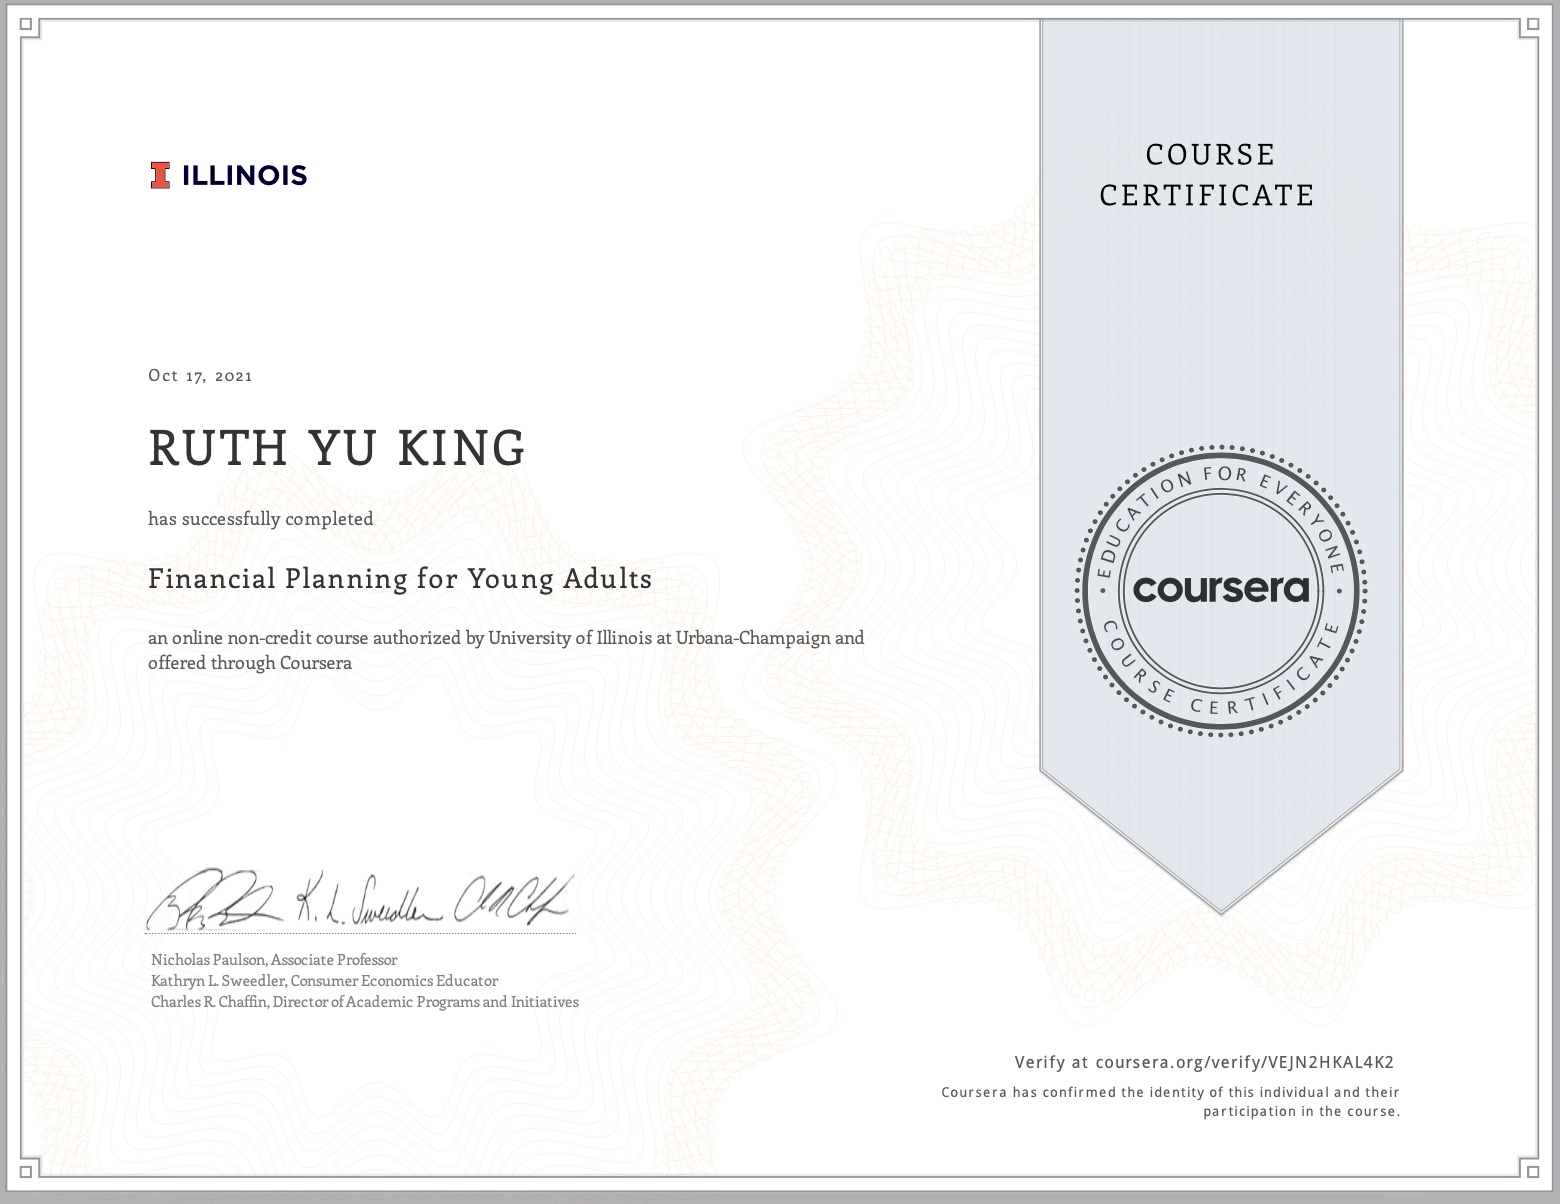 ILLINOIS
COURSE
CERTIFICATE
Oct 17, 2021
RUTH YU KING
has successfully completed
Financial Planning for Young Adults
an online non-credit course authorized by University of Illinois at Urbana-Champaign and
offered through Coursera
EDUCATION FOR EVERYONE
coursera
COURSE CERTIFICATE
K. L. Sweedler
Nicholas Paulson, Associate Professor
Kathryn L. Sweedler, Consumer Economics Educator
Charles R. Chaffin, Director of Academic Programs and Initiatives
Verify at coursera.org/verify/VEJN2HKAL4K2
Coursera has confirmed the identity of this individual and their
participation in the course.